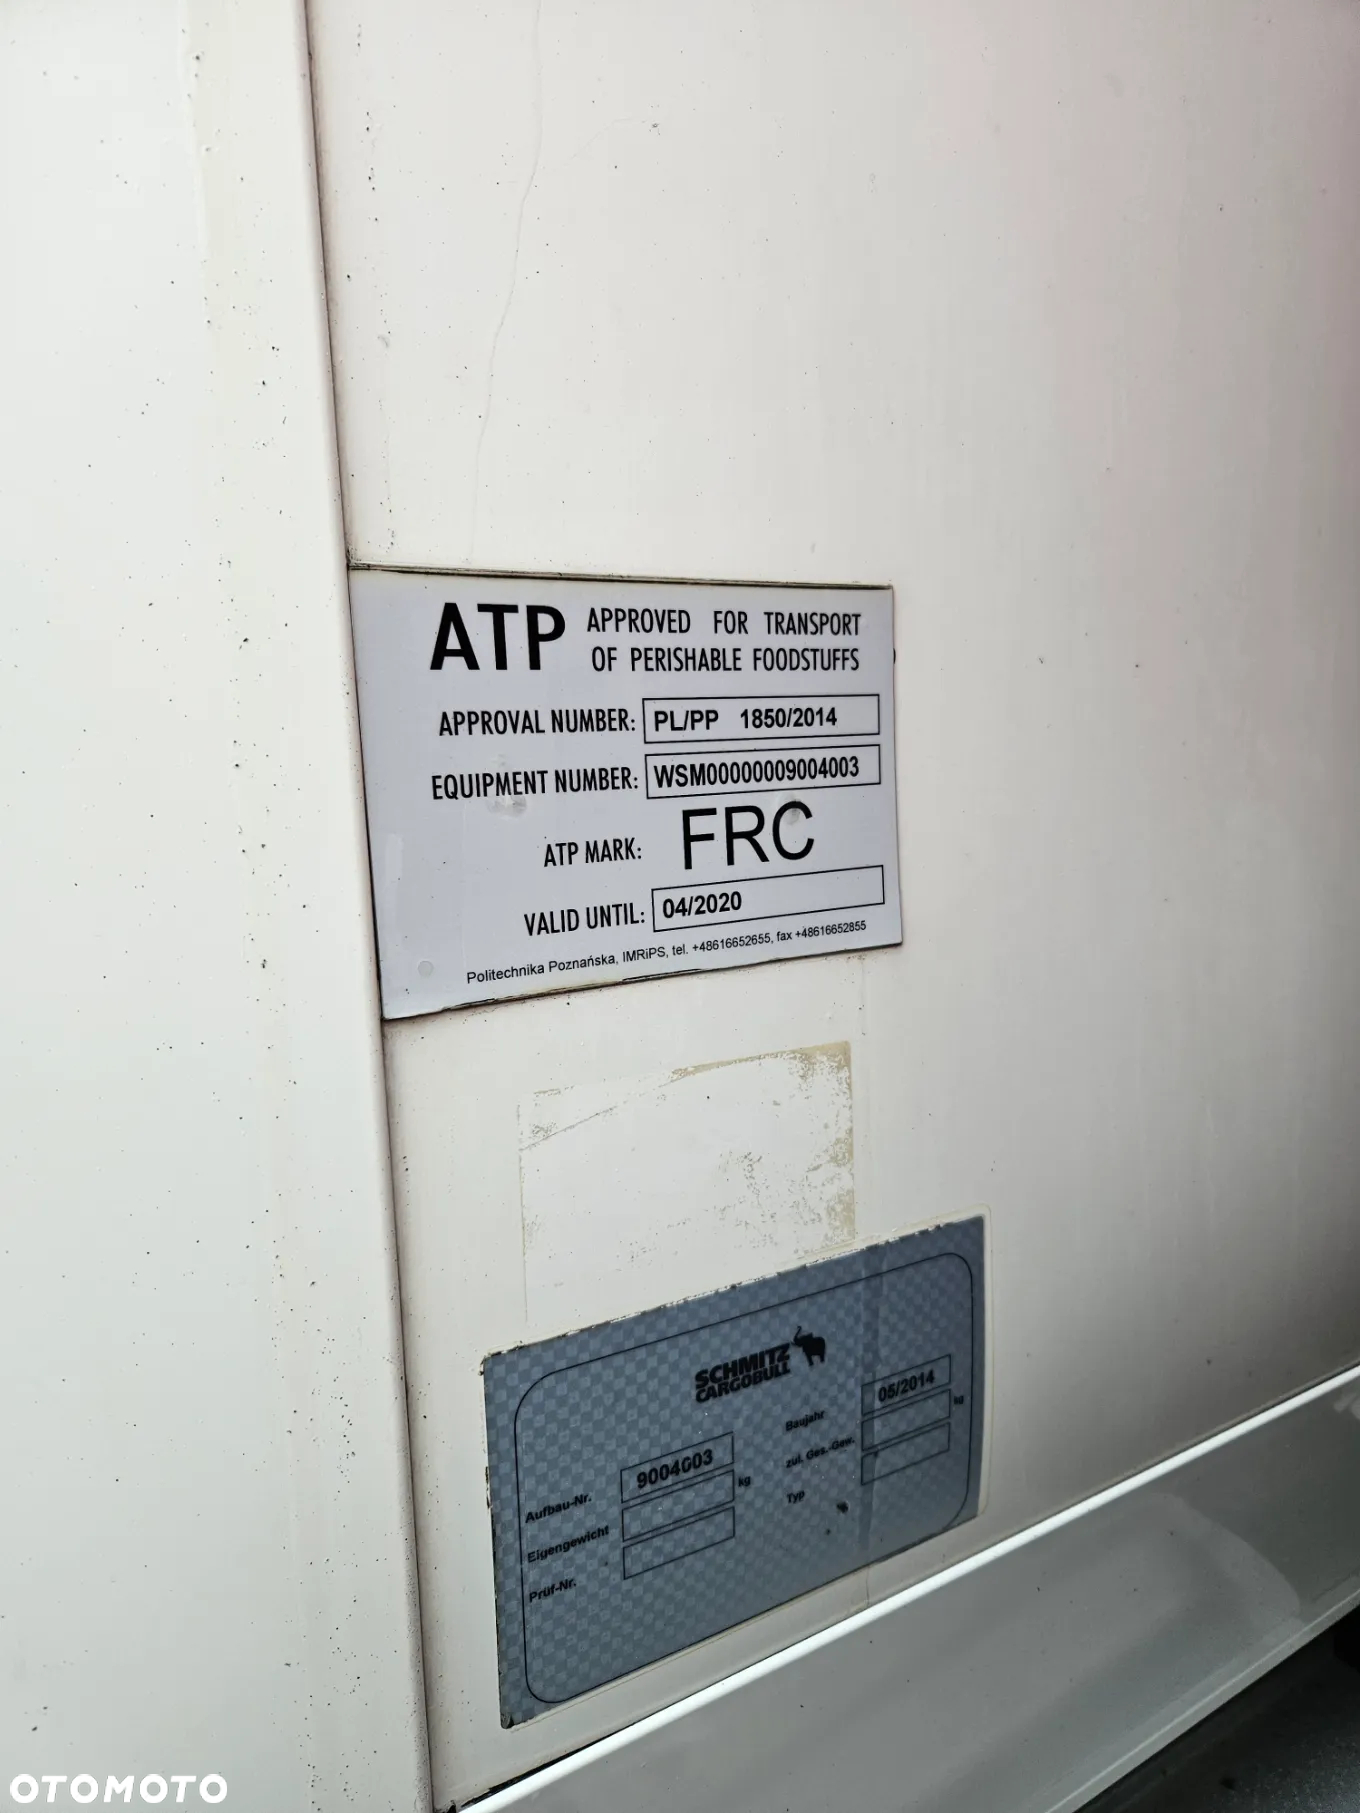 ATP APPROVED FOR TRANSPORT
OF PERISHABLE FOODSTUFFS
APPROVAL NUMBER: PL/PP 1850/2014
EQUIPMENT NUMBER: WSM00000009004003
ATP MARK: FRC
VALID UNTIL: 04/2020
Politechnika Poznańska, IMRiPS, tel. +48616652655, fax +48616652855
SCHMITZ
CARGOBULL
Aufbau-Nr. 9004003
Eigengewicht kg
Prüf-Nr.
Baujahr 05/2014
zul. Ges.-Gew. kg
Typ
OTOMOTO